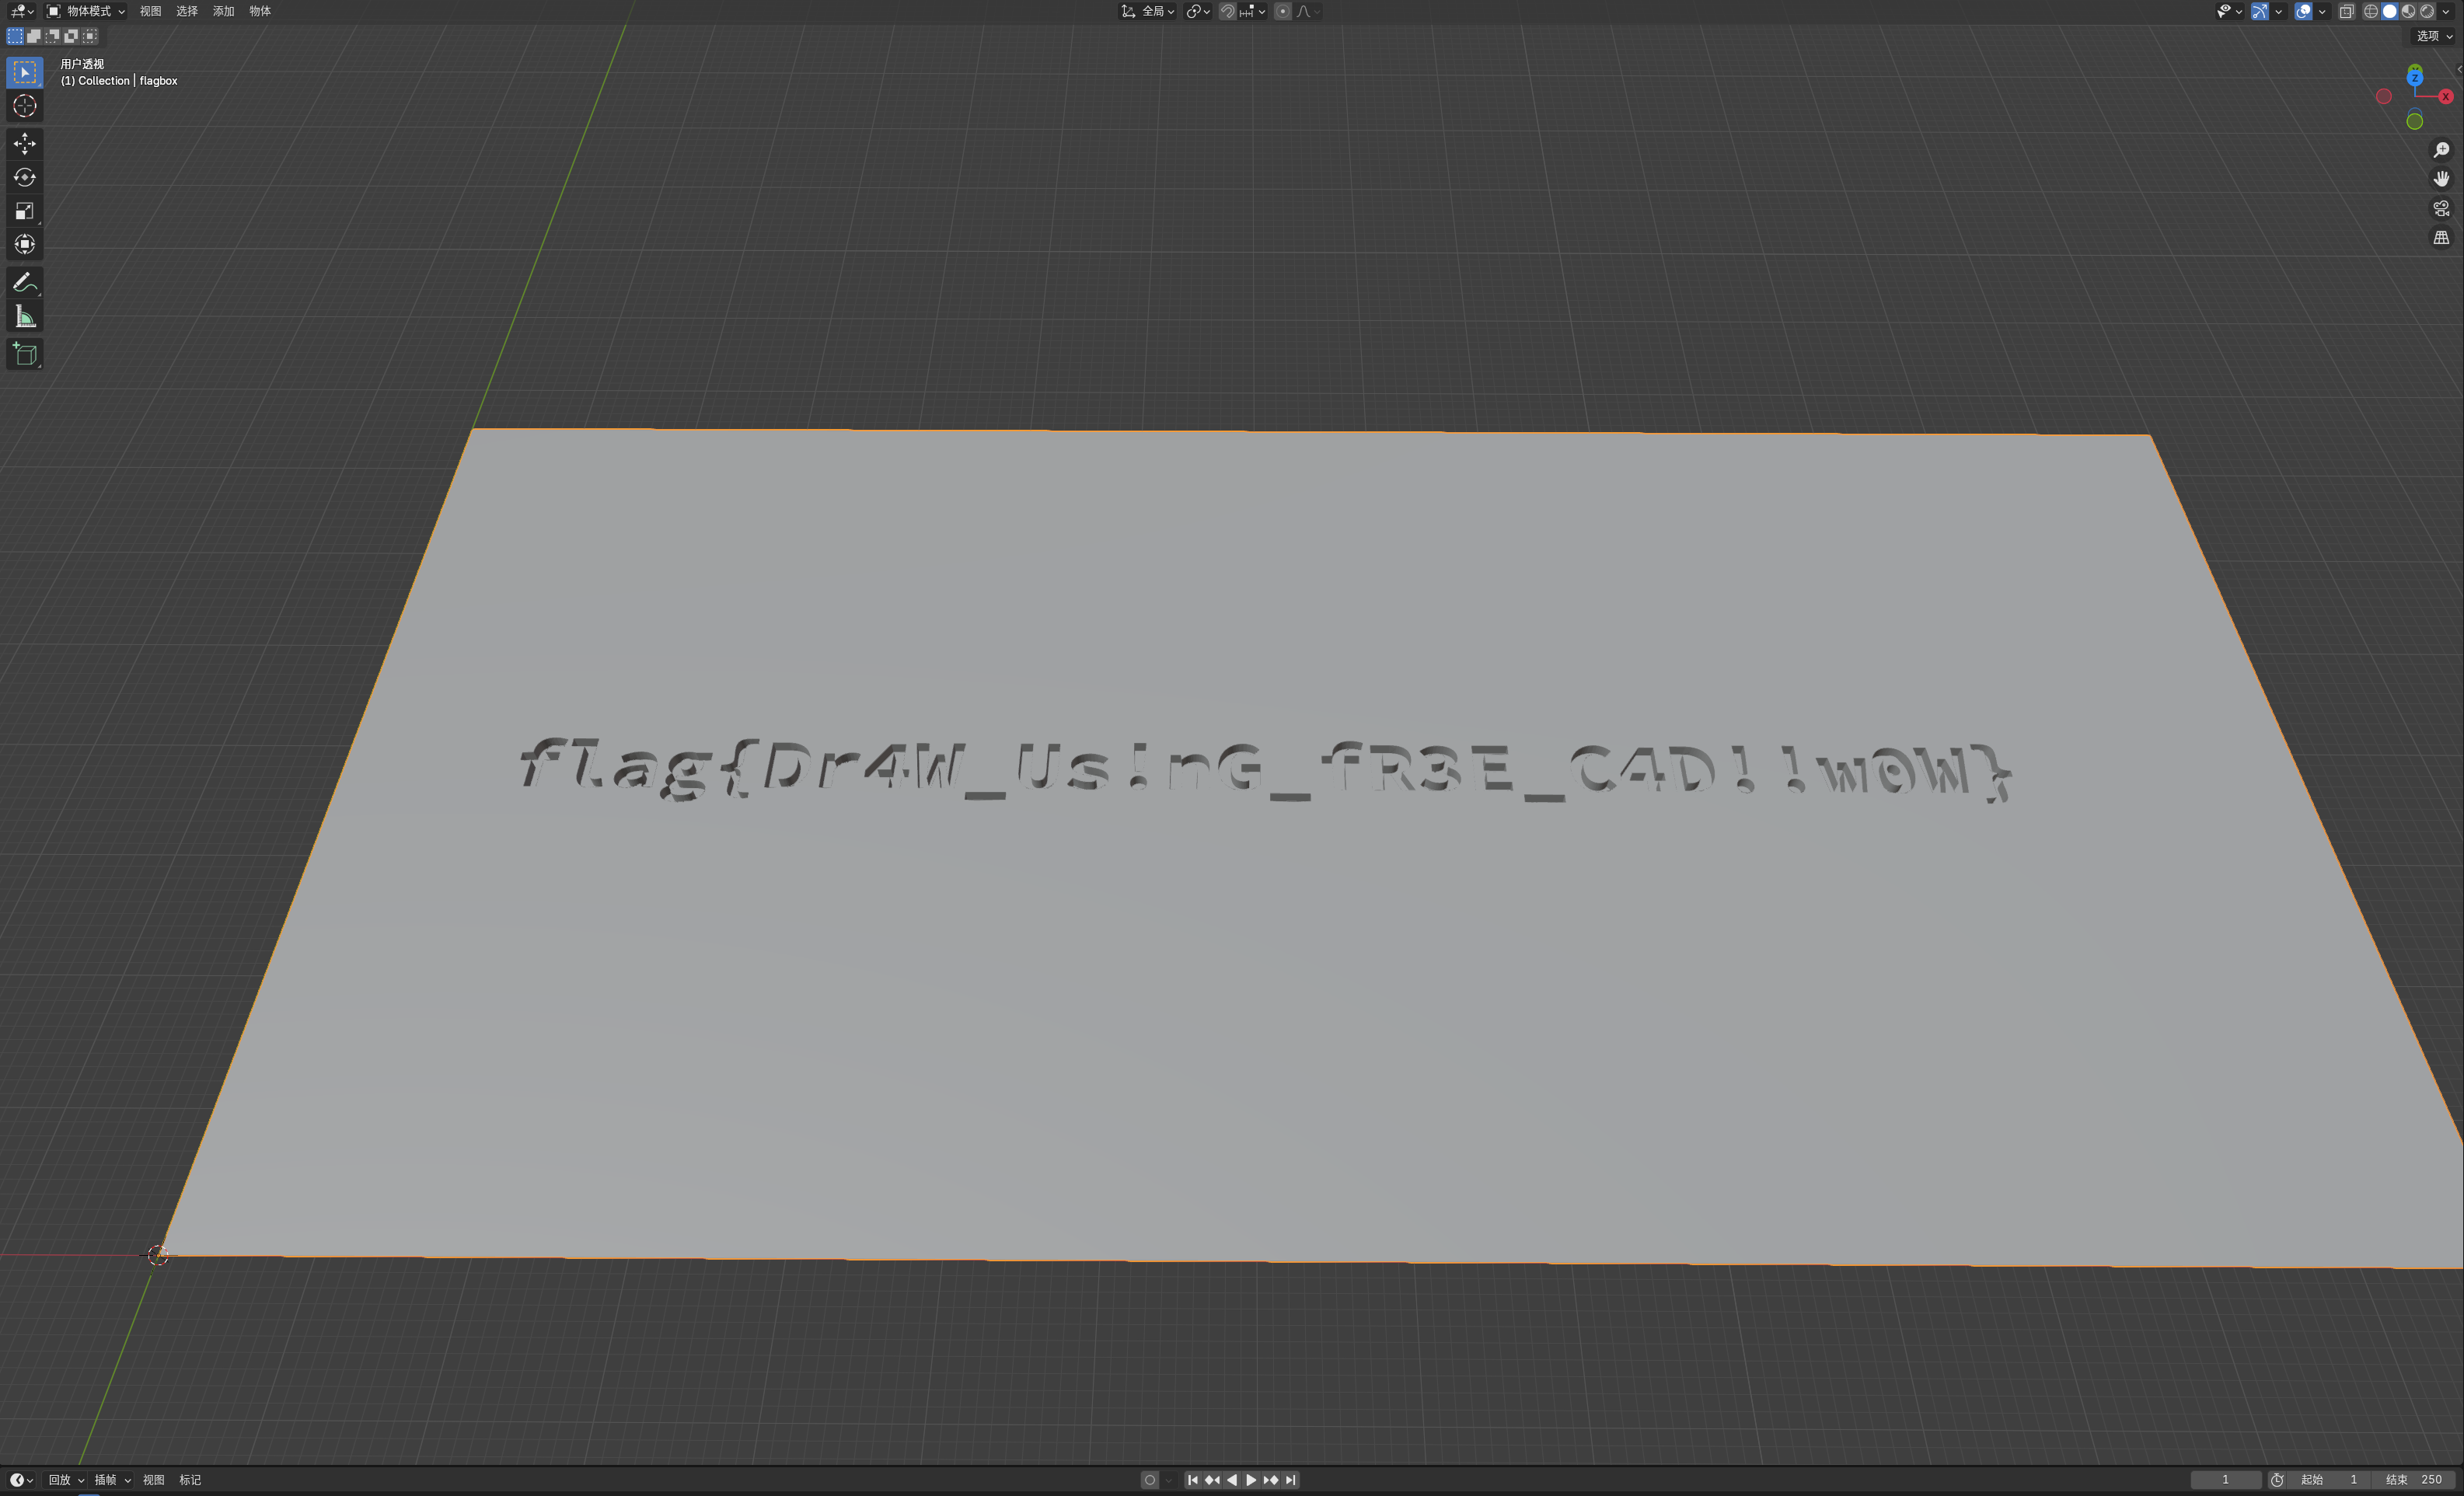 物体模式 视图 选择 添加 物体 全局
选项
用户透视
(1) Collection | flagbox
Z
X
flag{Dr4W_Us!nG_fR3E_C4D!!w0W}
回放 插帧 视图 标记 1 起始 1 结束 250